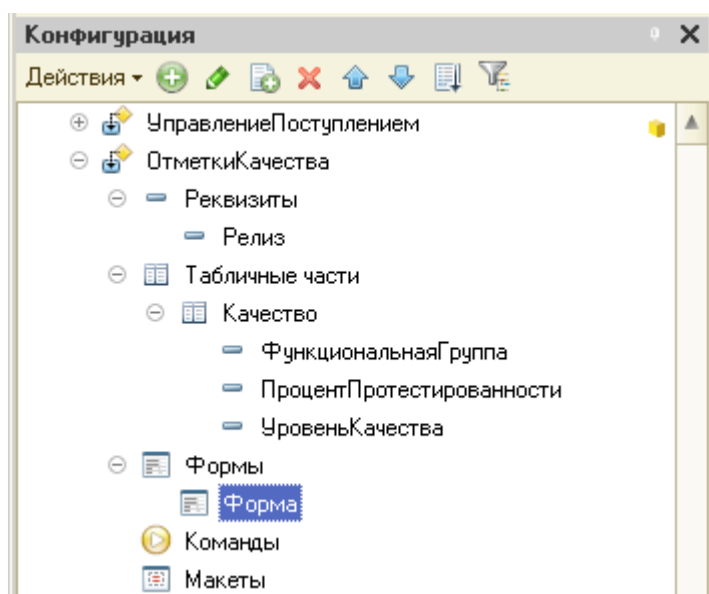 Конфигурация
Действия
УправлениеПоступлением
ОтметкиКачества
Реквизиты
Релиз
Табличные части
Качество
ФункциональнаяГруппа
ПроцентПротестированности
УровеньКачества
Формы
Форма
Команды
Макеты